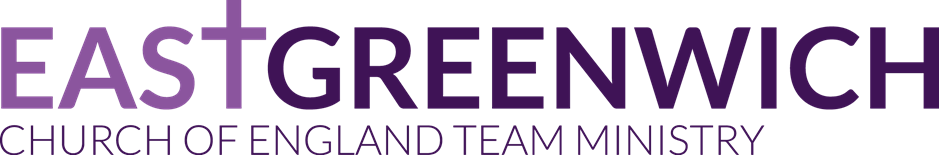 EASTGREENWICH
CHURCH OF ENGLAND TEAM MINISTRY